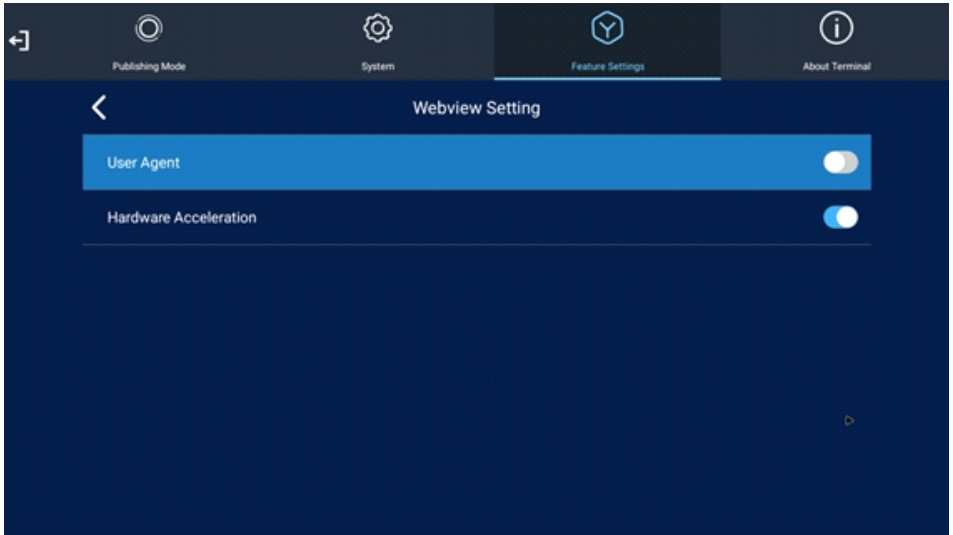 Publishing Mode
System
Feature Settings
About Terminal
Webview Setting
User Agent
Hardware Acceleration